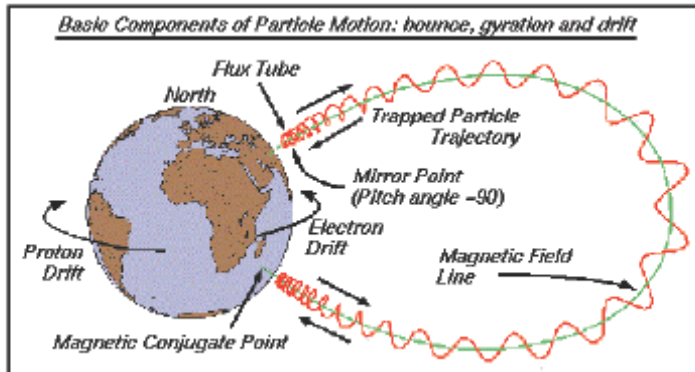 Basic Components of Particle Motion: bounce, gyration and drift
Flux Tube
North
Trapped Particle
Trajectory
Mirror Point
(Pitch angle ~90)
Proton
Drift
Electron
Drift
Magnetic Field
Line
Magnetic Conjugate Point